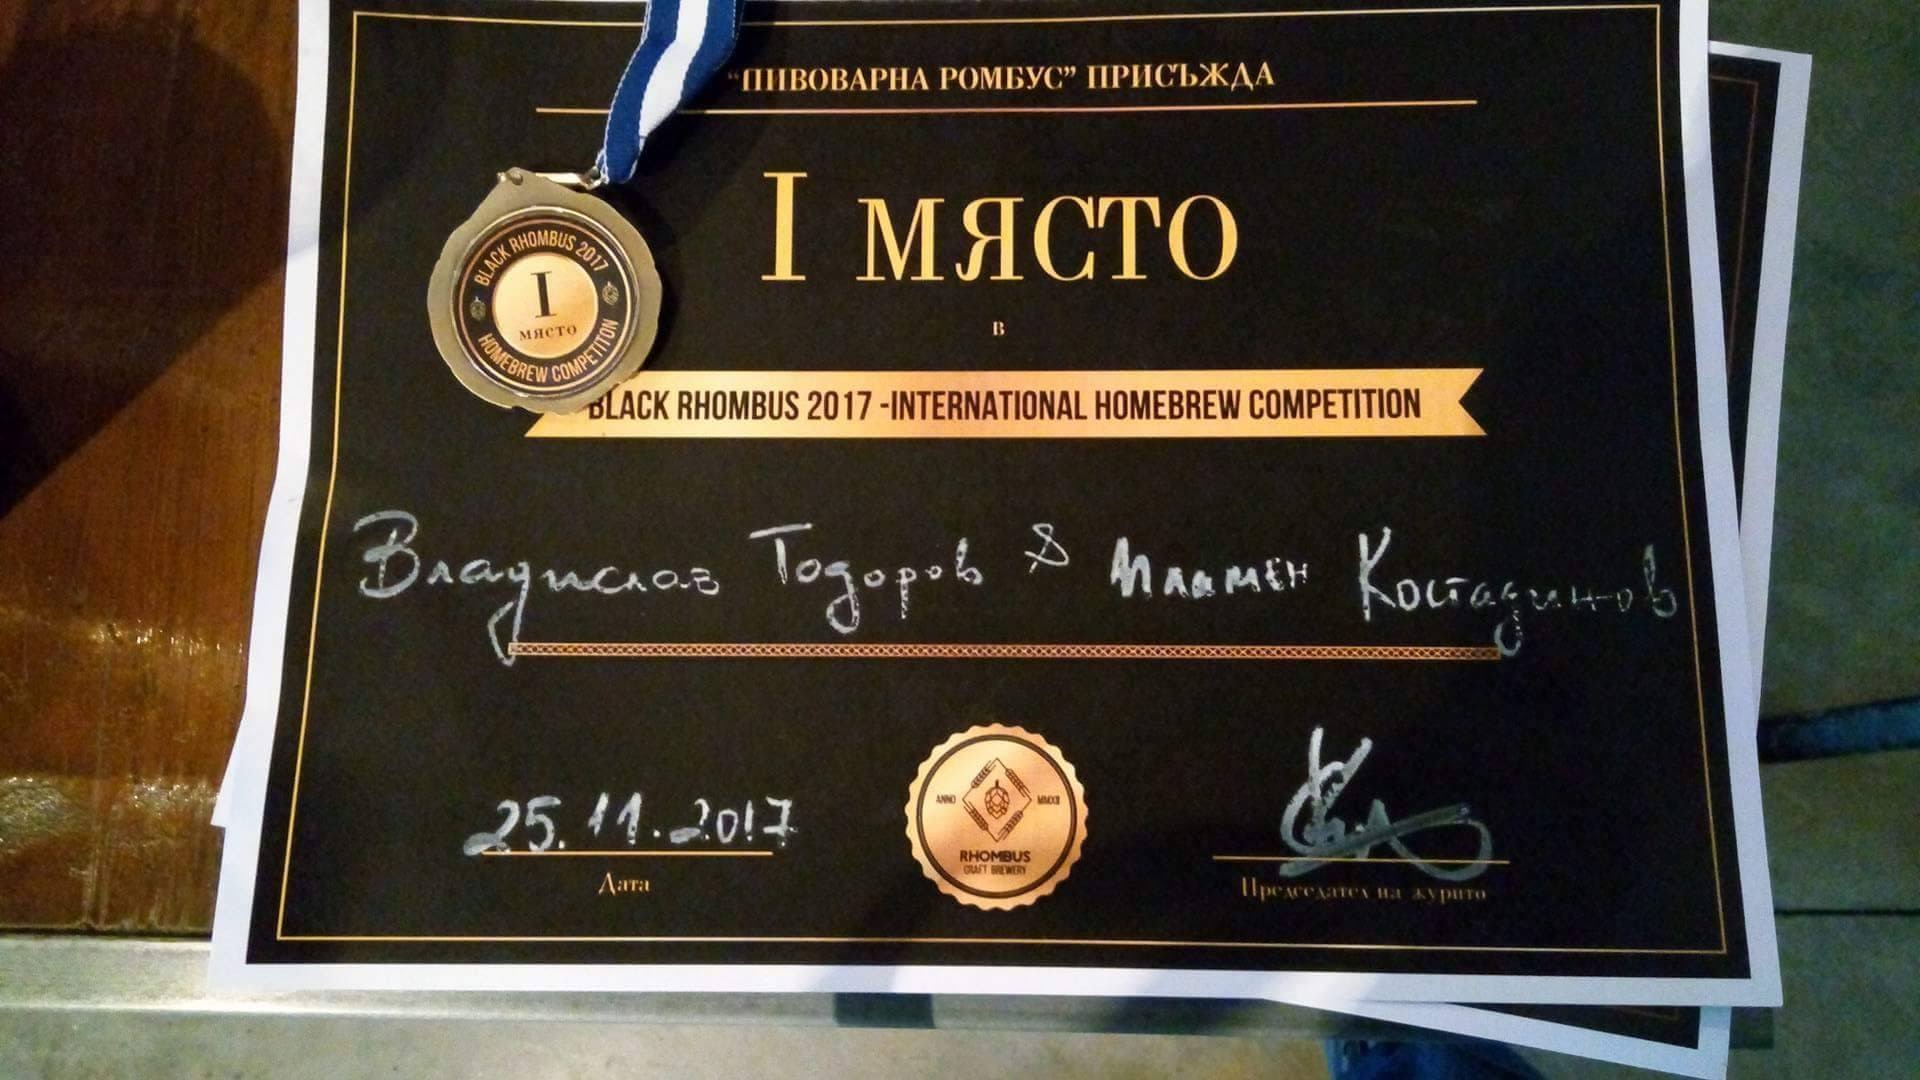 "ПИВОВАРНА РОМБУС" ПРИСЪЖДА
I МЯСТО
в
BLACK RHOMBUS 2017 -INTERNATIONAL HOMEBREW COMPETITION
BLACK RHOMBUS 2017
I
МЯСТО
HOMEBREW COMPETITON
Владислав Тодоров & Пламен Костадинов
25.11.2017
Дата
ANNO MMXII
RHOMBUS
CRAFT BREWERY
Председател на журито